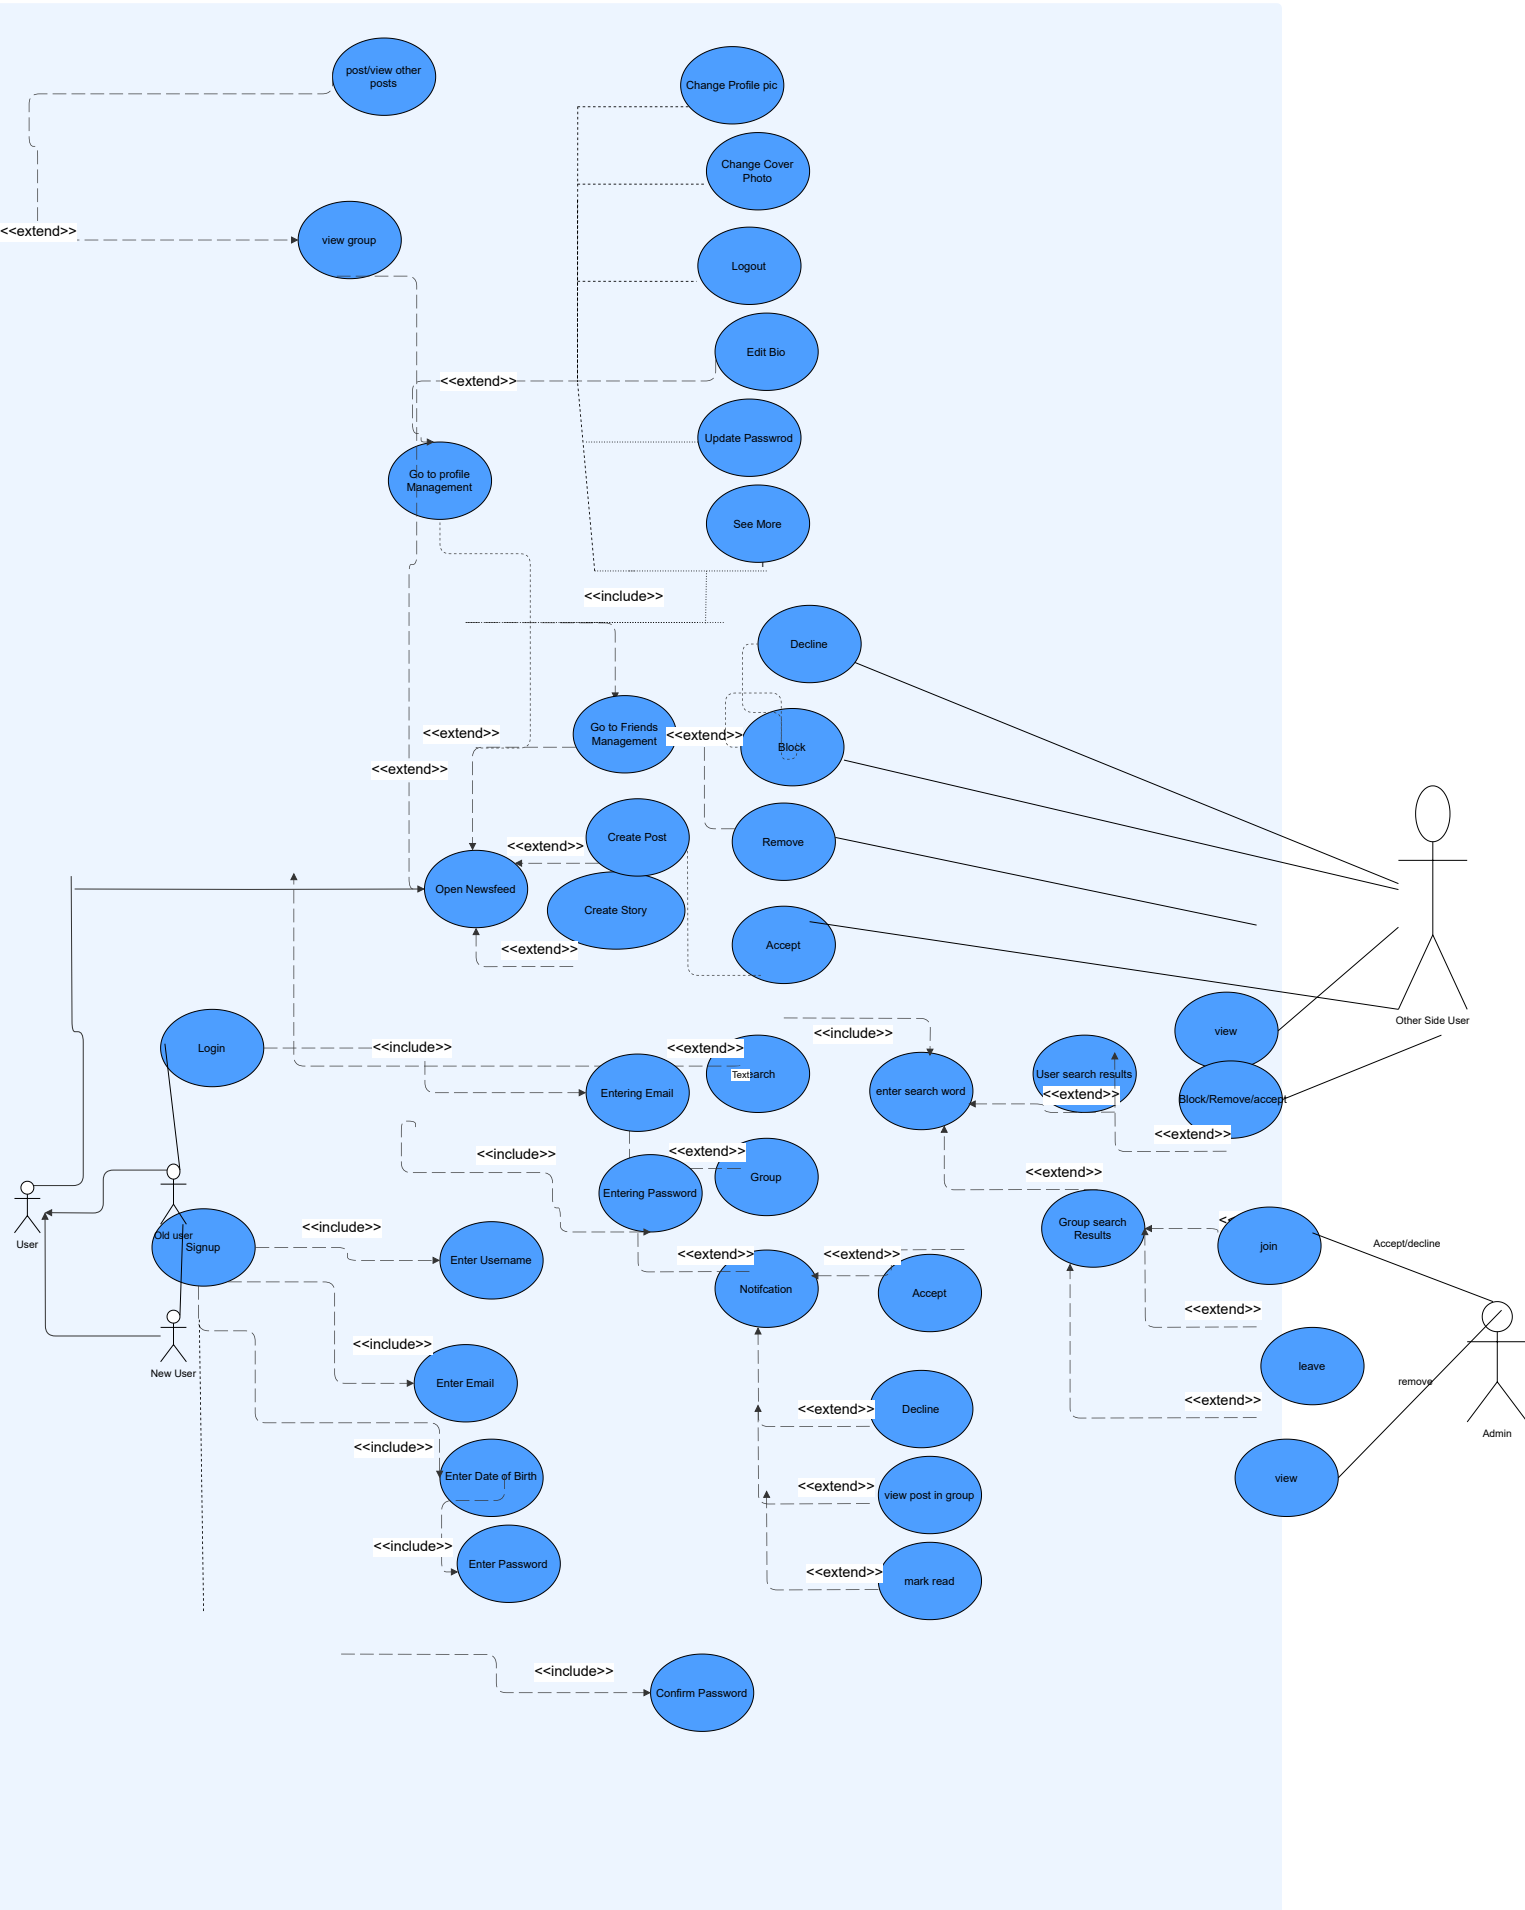 post/view other
posts
Change Profile pic
Change Cover
Photo
<<extend>>
view group
Logout
Edit Bio
<<extend>>
Update Passwrod
Go to profile
Management
See More
<<include>>
Decline
Go to Friends
Management
<<extend>>
<<extend>>
Block
<<extend>>
Create Post
<<extend>>
Remove
Open Newsfeed
Create Story
<<extend>>
Accept
Other Side User
view
<<include>>
Login
<<include>>
<<extend>>
Text
arch
Entering Email
enter search word
User search results
<<extend>>
Block/Remove/accept
<<extend>>
<<include>>
<<extend>>
Group
<<extend>>
Entering Password
User
Old user
Signup
<<include>>
Enter Username
<<extend>>
<<extend>>
Group search
Results
<<
join
Accept/decline
Notifcation
Accept
<<extend>>
New User
<<include>>
Enter Email
leave
remove
<<extend>>
<<extend>>
Decline
Admin
<<include>>
Enter Date of Birth
view
<<extend>>
view post in group
<<include>>
Enter Password
<<extend>>
mark read
<<include>>
Confirm Password